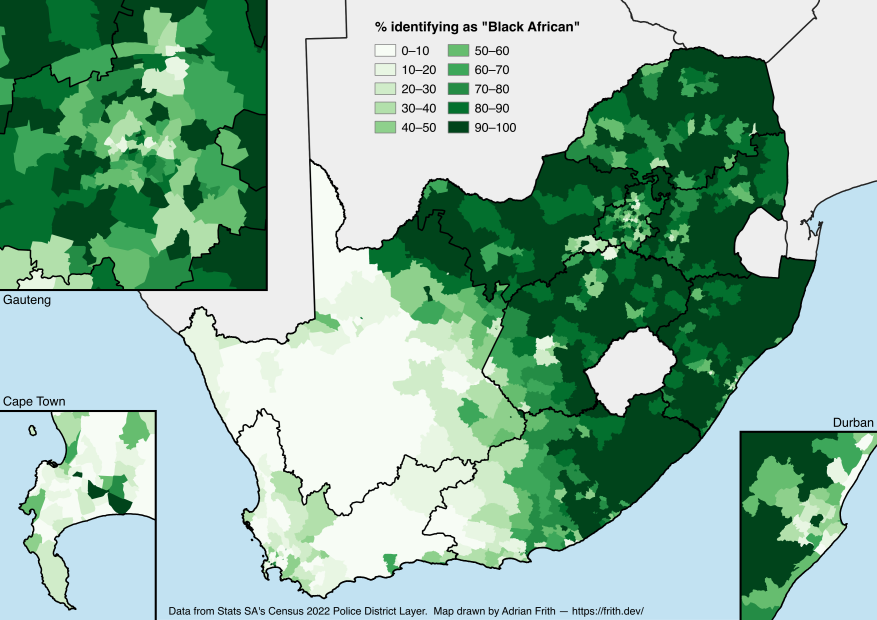 % identifying as "Black African"
0–10
10–20
20–30
30–40
40–50
50–60
60–70
70–80
80–90
90–100
Gauteng
Cape Town
Durban
Data from Stats SA's Census 2022 Police District Layer. Map drawn by Adrian Frith — https://frith.dev/